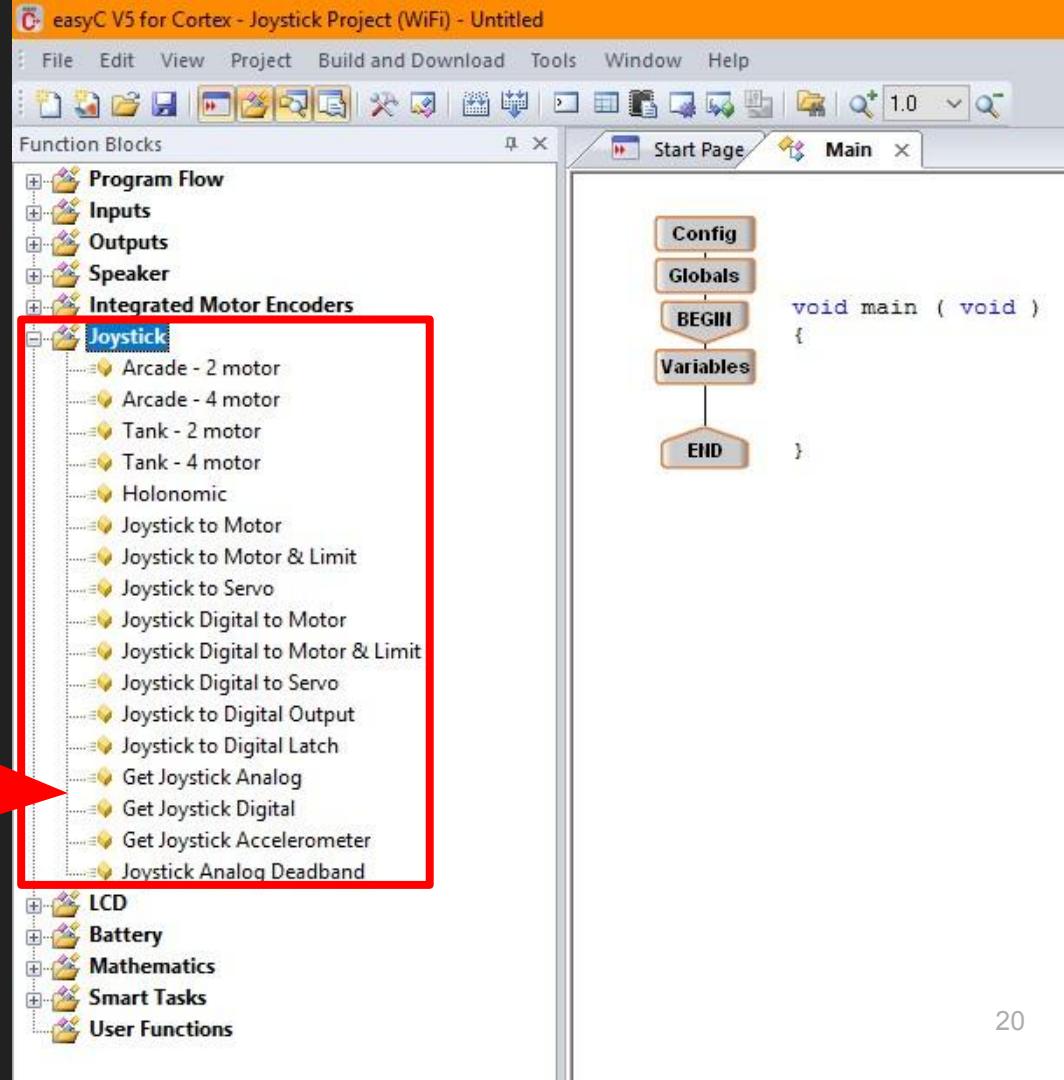 easyC V5 for Cortex - Joystick Project (WiFi) - Untitled
File Edit View Project Build and Download Tools Window Help
1.0
Function Blocks
Start Page
Main
Program Flow
Inputs
Outputs
Speaker
Integrated Motor Encoders
Joystick
Arcade - 2 motor
Arcade - 4 motor
Tank - 2 motor
Tank - 4 motor
Holonomic
Joystick to Motor
Joystick to Motor & Limit
Joystick to Servo
Joystick Digital to Motor
Joystick Digital to Motor & Limit
Joystick Digital to Servo
Joystick to Digital Output
Joystick to Digital Latch
Get Joystick Analog
Get Joystick Digital
Get Joystick Accelerometer
Joystick Analog Deadband
LCD
Battery
Mathematics
Smart Tasks
User Functions
Config
Globals
BEGIN void main ( void )
{
Variables
END }
20